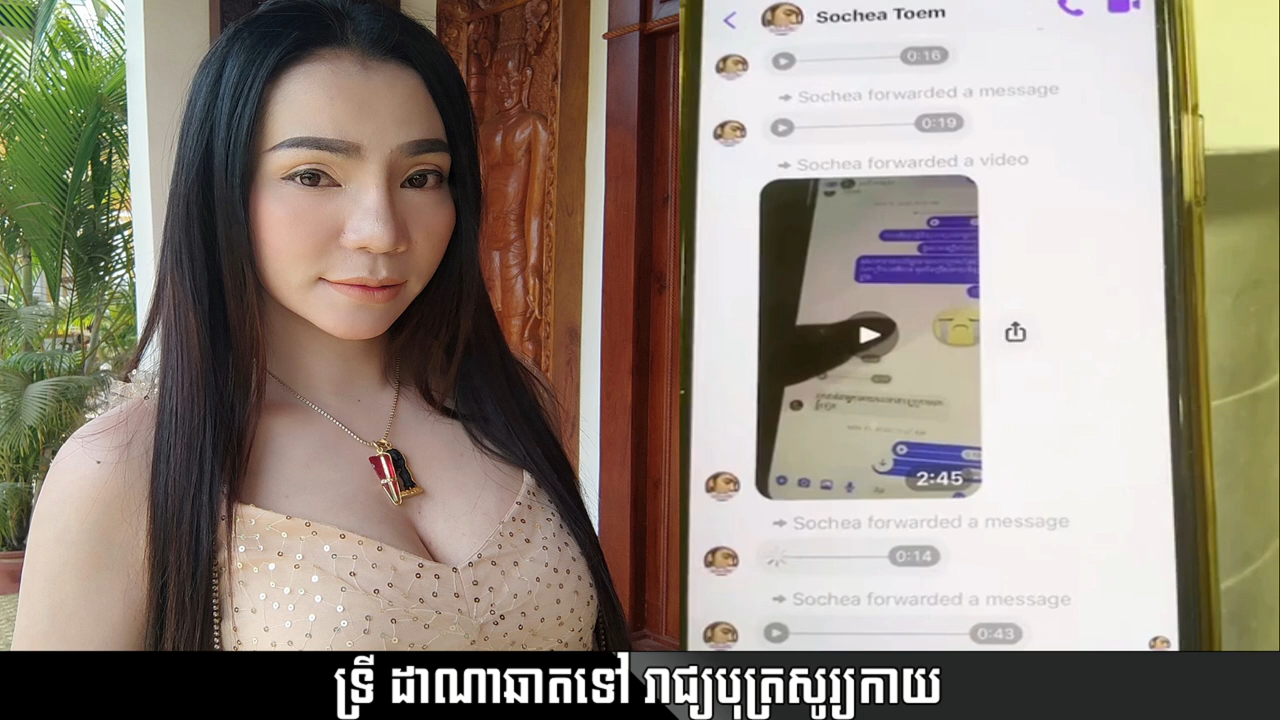 Sochea Toem
0:16
Sochea forwarded a message
0:19
Sochea forwarded a video
2:45
Sochea forwarded a message
0:14
Sochea forwarded a message
0:43
ទ្រី ដាណាឆាតទៅ រាជ្យបុត្រសូរ្យកាយ